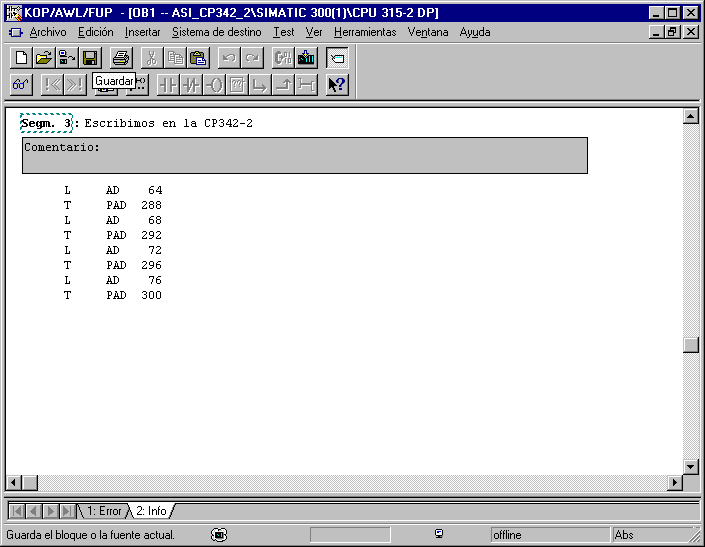 KOP/AWL/FUP - [OB1 -- ASI_CP342_2\SIMATIC 300(1)\CPU 315-2 DP]
Archivo Edición Insertar Sistema de destino Test Ver Herramientas Ventana Ayuda
Guardar
Segm. 3: Escribimos en la CP342-2
Comentario:
L AD 64
T PAD 288
L AD 68
T PAD 292
L AD 72
T PAD 296
L AD 76
T PAD 300
1: Error 2: Info
Guarda el bloque o la fuente actual. offline Abs